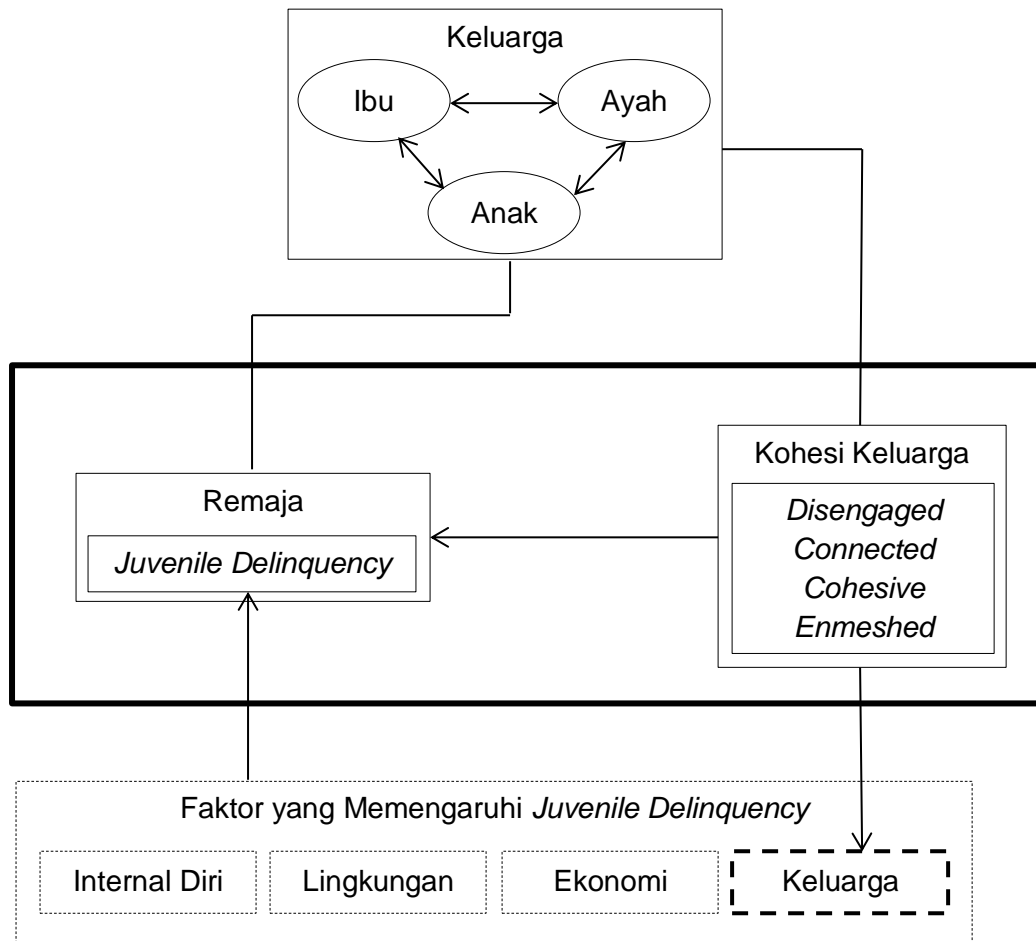 Keluarga
Ibu
Ayah
Anak
Kohesi Keluarga
Disengaged
Connected
Cohesive
Enmeshed
Remaja
Juvenile Delinquency
Faktor yang Memengaruhi Juvenile Delinquency
Internal Diri
Lingkungan
Ekonomi
Keluarga